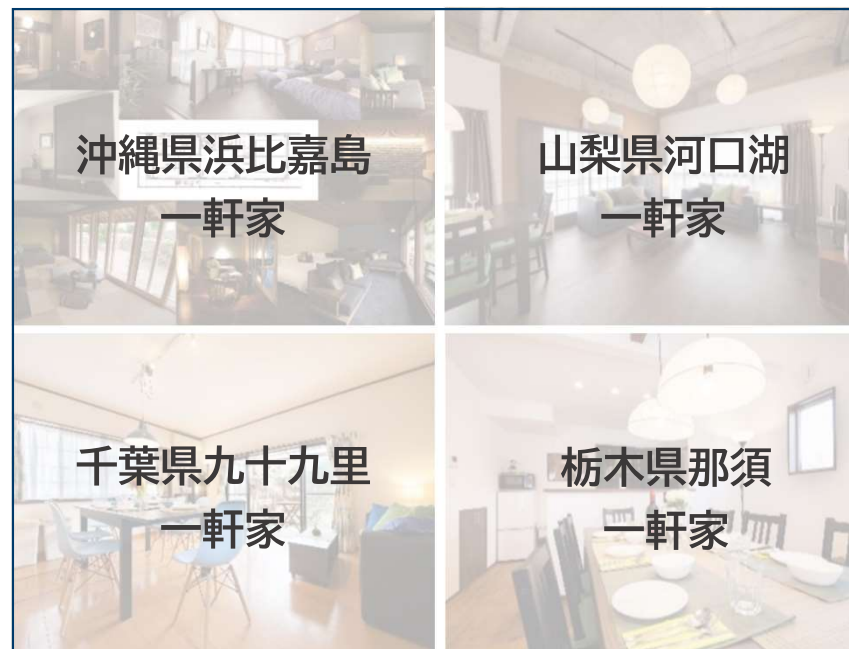 沖縄県浜比嘉島
一軒家
山梨県河口湖
一軒家
千葉県九十九里
一軒家
栃木県那須
一軒家